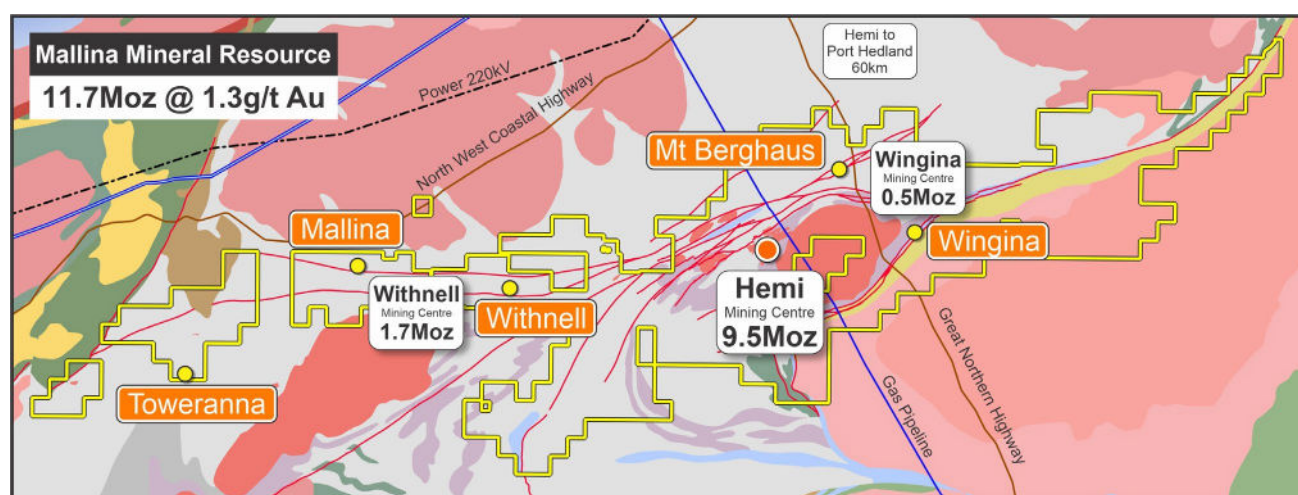 Mallina Mineral Resource
11.7Moz @ 1.3g/t Au
Power 220kV
North West Coastal Highway
Hemi to
Port Hedland
60km
Mt Berghaus
Wingina
Mining Centre
0.5Moz
Wingina
Mallina
Withnell
Mining Centre
1.7Moz
Withnell
Hemi
Mining Centre
9.5Moz
Toweranna
Gas Pipeline
Great Northern Highway